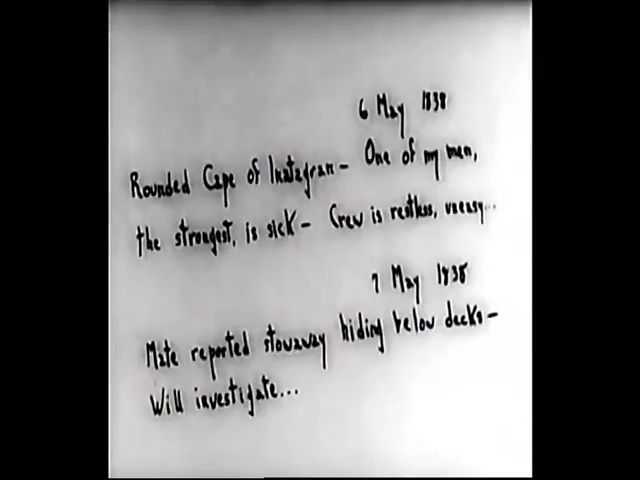 6 May 1838
Rounded Cape of Matagran- One of my men,
the strongest, is sick- Crew is restless, uneasy..
7 May 1838
Mate reported stowaway hiding below decks-
Will investigate...